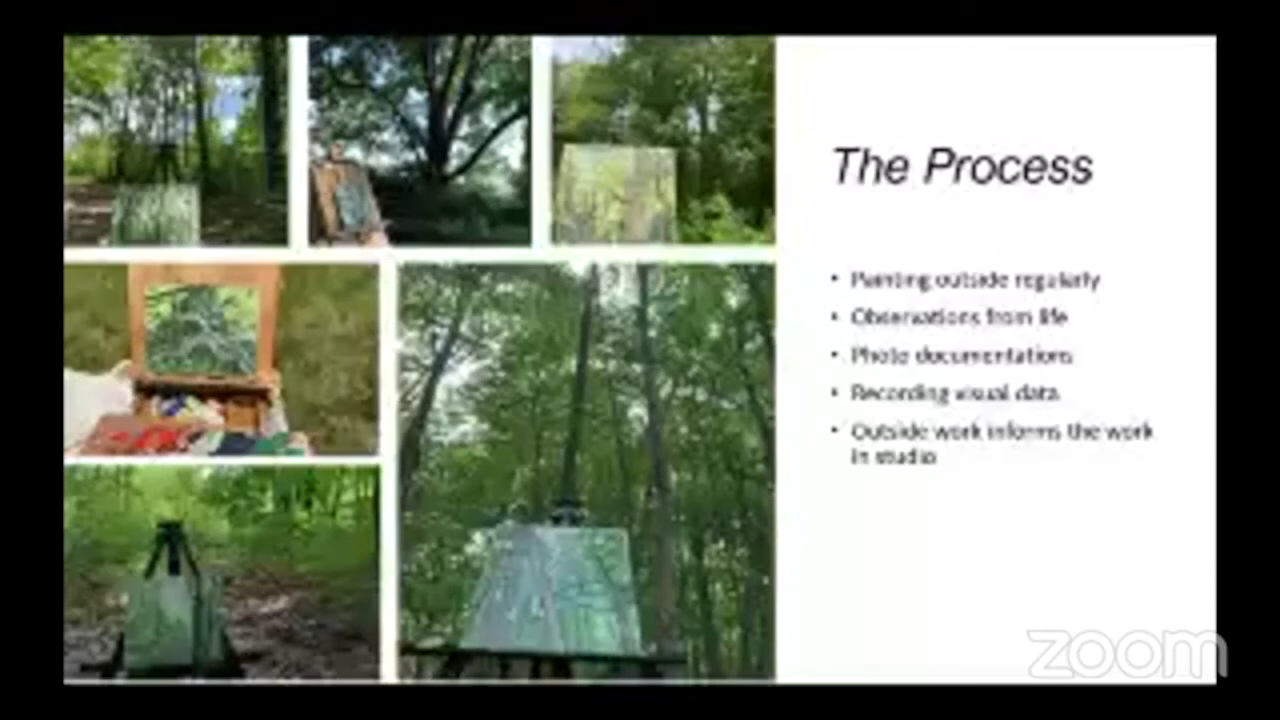 The Process
• Painting outside regularly
• Observations from life
• Photo documentations
• Recording visual data
• Outside work informs the work
in studio
zoom